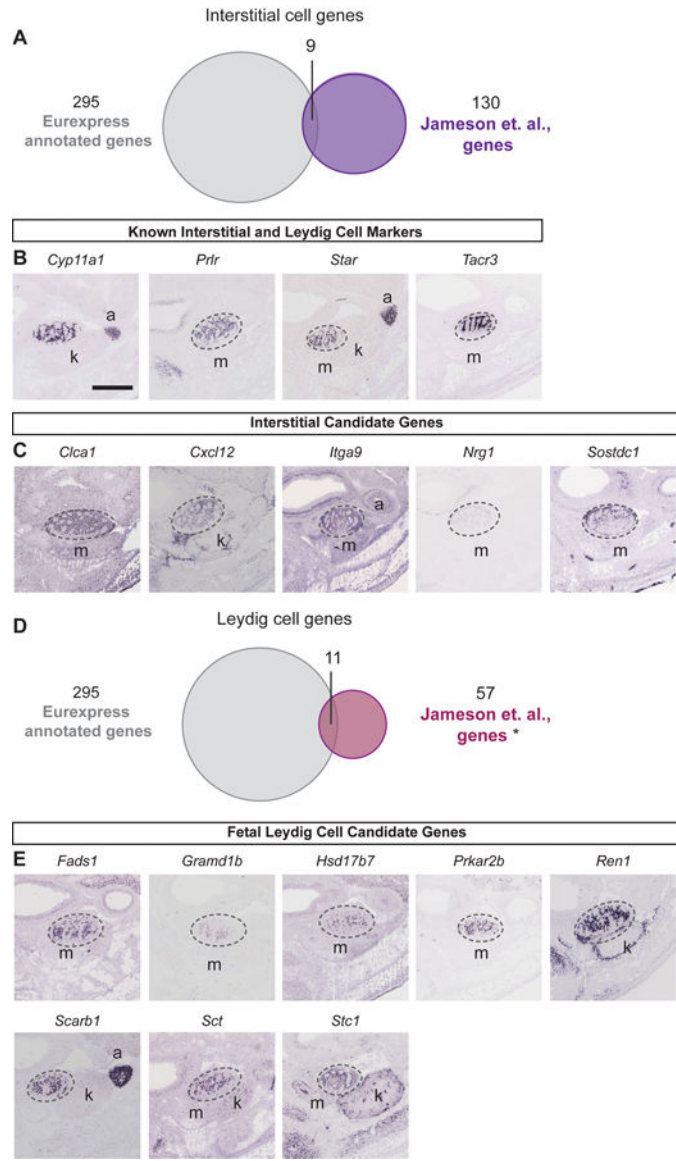 Interstitial cell genes
A
9
295
Eurexpress
annotated genes
130
Jameson et. al.,
genes
Known Interstitial and Leydig Cell Markers
B
Cyp11a1 Prlr Star Tacr3
a
k
m
a
k
m
m
Interstitial Candidate Genes
C
Clca1 Cxcl12 Itga9 Nrg1 Sostdc1
m
k
a
m
m
m
D
Leydig cell genes
11
295
Eurexpress
annotated genes
57
Jameson et. al.,
genes *
Fetal Leydig Cell Candidate Genes
E
Fads1 Gramd1b Hsd17b7 Prkar2b Ren1
m
m
m
m
k
Scarb1 Sct Stc1
a
k
m
k
m
k